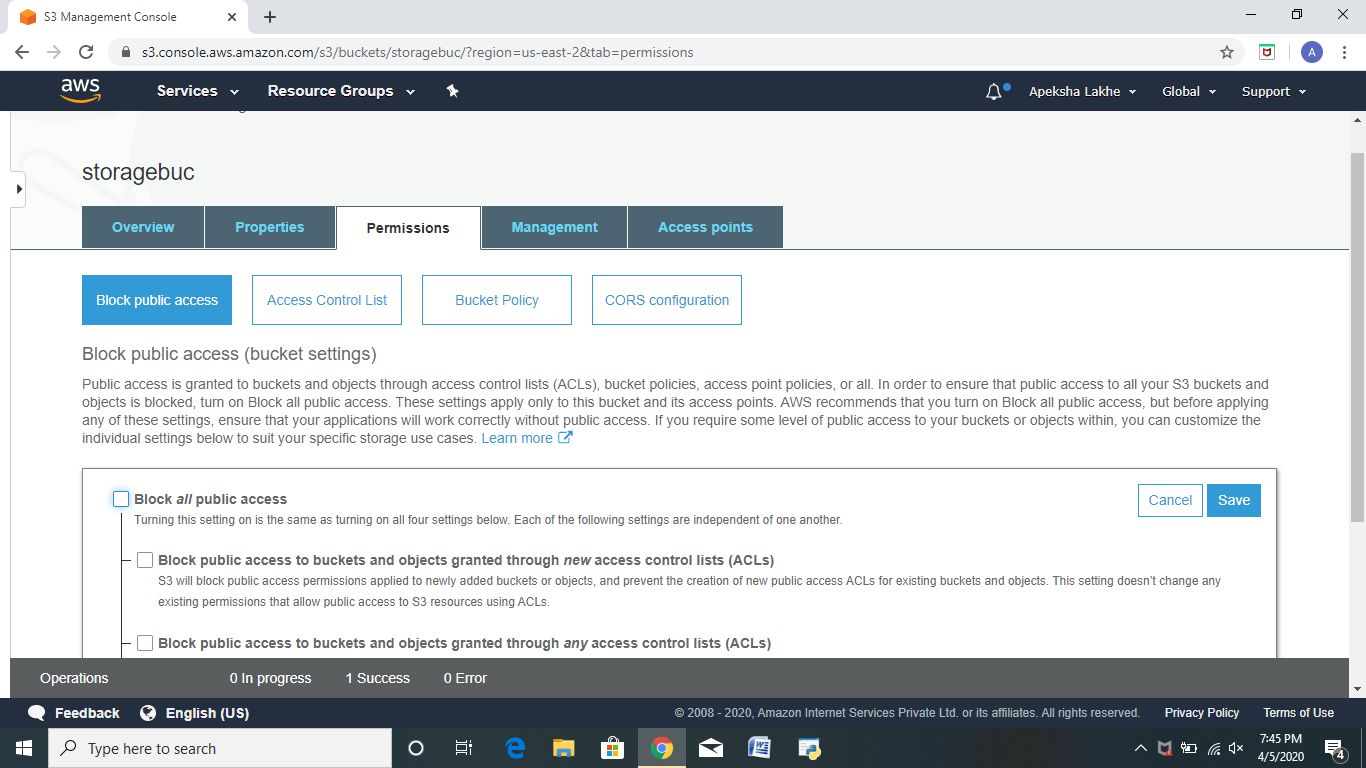 S3 Management Console
s3.console.aws.amazon.com/s3/buckets/storagebuc/?region=us-east-2&tab=permissions
A
aws
Services
Resource Groups
Apeksha Lakhe
Global
Support
storagebuc
Overview
Properties
Permissions
Management
Access points
Block public access
Access Control List
Bucket Policy
CORS configuration
Block public access (bucket settings)
Public access is granted to buckets and objects through access control lists (ACLs), bucket policies, access point policies, or all. In order to ensure that public access to all your S3 buckets and
objects is blocked, turn on Block all public access. These settings apply only to this bucket and its access points. AWS recommends that you turn on Block all public access, but before applying
any of these settings, ensure that your applications will work correctly without public access. If you require some level of public access to your buckets or objects within, you can customize the
individual settings below to suit your specific storage use cases. Learn more
Block all public access
Cancel
Save
Turning this setting on is the same as turning on all four settings below. Each of the following settings are independent of one another.
Block public access to buckets and objects granted through new access control lists (ACLs)
S3 will block public access permissions applied to newly added buckets or objects, and prevent the creation of new public access ACLs for existing buckets and objects. This setting doesn't change any
existing permissions that allow public access to S3 resources using ACLs.
Block public access to buckets and objects granted through any access control lists (ACLs)
Operations
0 In progress
1 Success
0 Error
Feedback
English (US)
© 2008 - 2020, Amazon Internet Services Private Ltd. or its affiliates. All rights reserved.
Privacy Policy
Terms of Use
Type here to search
7:45 PM
4/5/2020
4